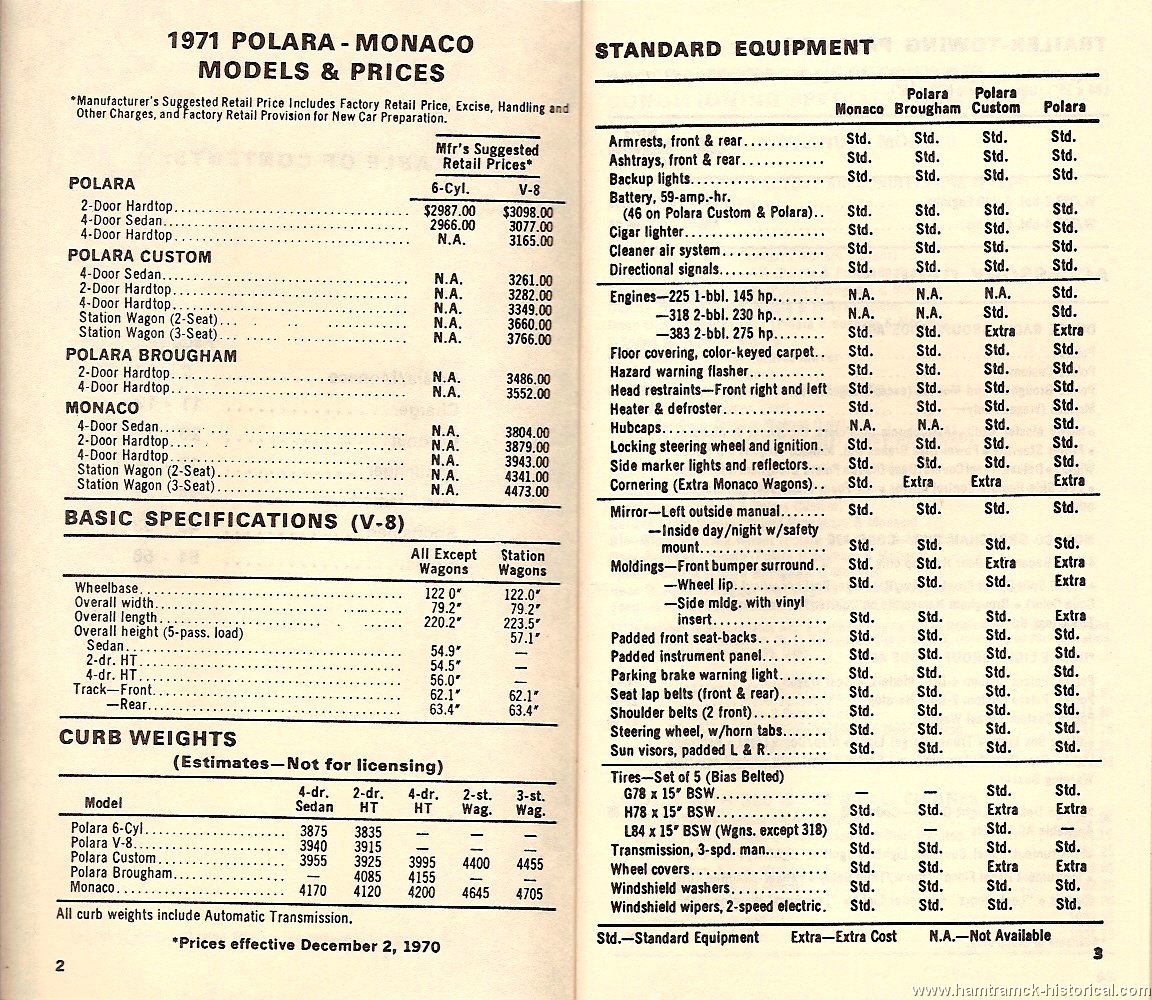 1971 POLARA - MONACO
MODELS & PRICES
*Manufacturer's Suggested Retail Price Includes Factory Retail Price, Excise, Handling and
Other Charges, and Factory Retail Provision for New Car Preparation.
Mfr's Suggested
Retail Prices*
POLARA 6-Cyl. V-8
2-Door Hardtop $2987.00 $3098.00
4-Door Sedan 2966.00 3077.00
4-Door Hardtop N.A. 3165.00
POLARA CUSTOM
4-Door Sedan N.A. 3261.00
2-Door Hardtop N.A. 3282.00
4-Door Hardtop N.A. 3349.00
Station Wagon (2-Seat) N.A. 3660.00
Station Wagon (3-Seat) N.A. 3766.00
POLARA BROUGHAM
2-Door Hardtop N.A. 3486.00
4-Door Hardtop N.A. 3552.00
MONACO
4-Door Sedan N.A. 3804.00
2-Door Hardtop N.A. 3879.00
4-Door Hardtop N.A. 3943.00
Station Wagon (2-Seat) N.A. 4341.00
Station Wagon (3-Seat) N.A. 4473.00
BASIC SPECIFICATIONS (V-8)
All Except Station
Wagons Wagons
Wheelbase 122 0" 122.0"
Overall width 79.2" 79.2"
Overall length 220.2" 223.5"
Overall height (5-pass. load) 57.1"
Sedan 54.9" —
2-dr. HT 54.5" —
4-dr. HT 56.0" —
Track—Front 62.1" 62.1"
—Rear 63.4" 63.4"
CURB WEIGHTS
(Estimates—Not for licensing)
4-dr. 2-dr. 4-dr. 2-st. 3-st.
Model Sedan HT HT Wag. Wag.
Polara 6-Cyl 3875 3835 — — —
Polara V-8 3940 3915 — — —
Polara Custom 3955 3925 3995 4400 4455
Polara Brougham — 4085 4155 — —
Monaco 4170 4120 4200 4645 4705
All curb weights include Automatic Transmission.
*Prices effective December 2, 1970
2
STANDARD EQUIPMENT
Polara Polara
Monaco Brougham Custom Polara
Armrests, front & rear Std. Std. Std. Std.
Ashtrays, front & rear Std. Std. Std. Std.
Backup lights Std. Std. Std. Std.
Battery, 59-amp.-hr.
(46 on Polara Custom & Polara) Std. Std. Std. Std.
Cigar lighter Std. Std. Std. Std.
Cleaner air system Std. Std. Std. Std.
Directional signals Std. Std. Std. Std.
Engines—225 1-bbl. 145 hp. N.A. N.A. N.A. Std.
—318 2-bbl. 230 hp. N.A. N.A. Std. Std.
—383 2-bbl. 275 hp. Std. Std. Extra Extra
Floor covering, color-keyed carpet Std. Std. Std. Std.
Hazard warning flasher Std. Std. Std. Std.
Head restraints—Front right and left Std. Std. Std. Std.
Heater & defroster Std. Std. Std. Std.
Hubcaps N.A. N.A. Std. Std.
Locking steering wheel and ignition Std. Std. Std. Std.
Side marker lights and reflectors Std. Std. Std. Std.
Cornering (Extra Monaco Wagons) Std. Extra Extra Extra
Mirror—Left outside manual Std. Std. Std. Std.
—Inside day/night w/safety
mount Std. Std. Std. Std.
Moldings—Front bumper surround Std. Std. Extra Extra
—Wheel lip Std. Std. Std. Extra
—Side mldg. with vinyl
insert Std. Std. Std. Extra
Padded front seat-backs Std. Std. Std. Std.
Padded instrument panel Std. Std. Std. Std.
Parking brake warning light Std. Std. Std. Std.
Seat lap belts (front & rear) Std. Std. Std. Std.
Shoulder belts (2 front) Std. Std. Std. Std.
Steering wheel, w/horn tabs Std. Std. Std. Std.
Sun visors, padded L & R Std. Std. Std. Std.
Tires—Set of 5 (Bias Belted)
G78 x 15" BSW — — Std. Std.
H78 x 15" BSW Std. Std. Extra Extra
L84 x 15" BSW (Wgns. except 318) Std. — Std. —
Transmission, 3-spd. man. Std. Std. Std. Std.
Wheel covers Std. Std. Extra Extra
Windshield washers Std. Std. Std. Std.
Windshield wipers, 2-speed electric. Std. Std. Std. Std.
Std.—Standard Equipment Extra—Extra Cost N.A.—Not Available
3
www.hamtramck-historical.com